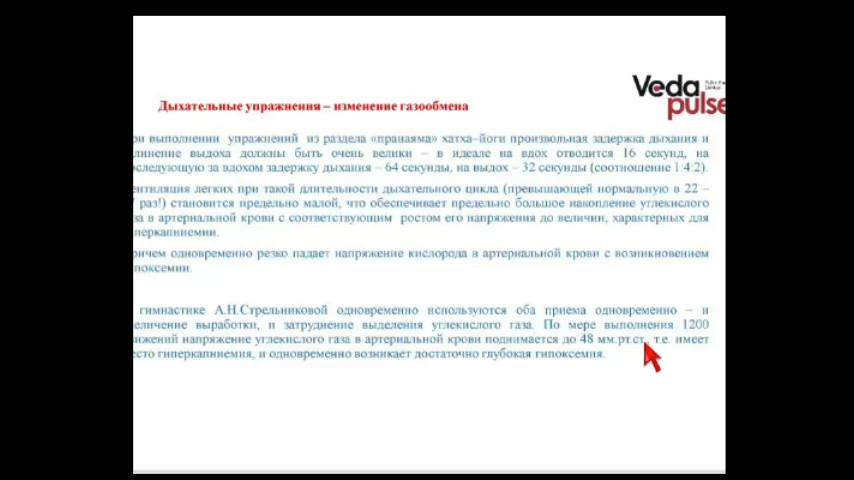 Veda
pulse
Дыхательные упражнения – изменение газообмена
ри выполнении упражнений из раздела «пранаяма» хатха–йоги произвольная задержка дыхания и
линение выдоха должны быть очень велики – в идеале на вдох отводится 16 секунд, на
оследующую за вдохом задержку дыхания – 64 секунды, на выдох – 32 секунды (соотношение 1:4:2).
ентиляция легких при такой длительности дыхательного цикла (превышающей нормальную в 22 –
раз!) становится предельно малой, что обеспечивает предельно большое накопление углекислого
за в артериальной крови с соответствующим ростом его напряжения до величин, характерных для
перкапниемии.
ричем одновременно резко падает напряжение кислорода в артериальной крови с возникновением
поксемии.
гимнастике А.Н.Стрельниковой одновременно используются оба приема одновременно – и
еличение выработки, и затруднение выделения углекислого газа. По мере выполнения 1200
вижений напряжение углекислого газа в артериальной крови поднимается до 48 мм.рт.ст., т.е. имеет
есто гиперкапниемия, и одновременно возникает достаточно глубокая гипоксемия.